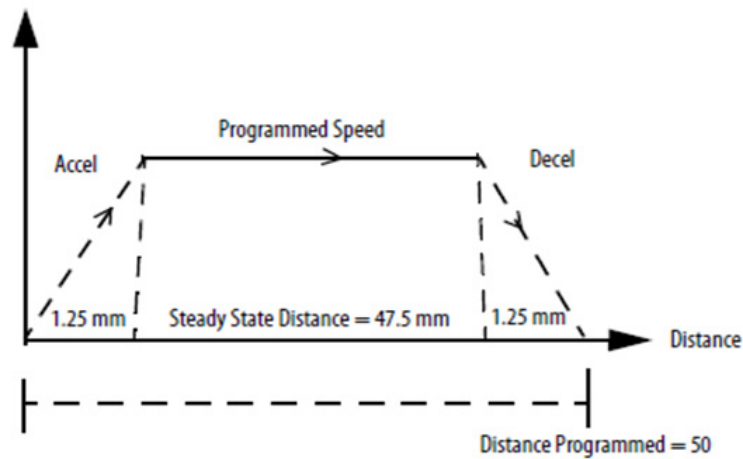 Programmed Speed
Accel
Decel
1.25 mm
Steady State Distance = 47.5 mm
1.25 mm
Distance
Distance Programmed = 50